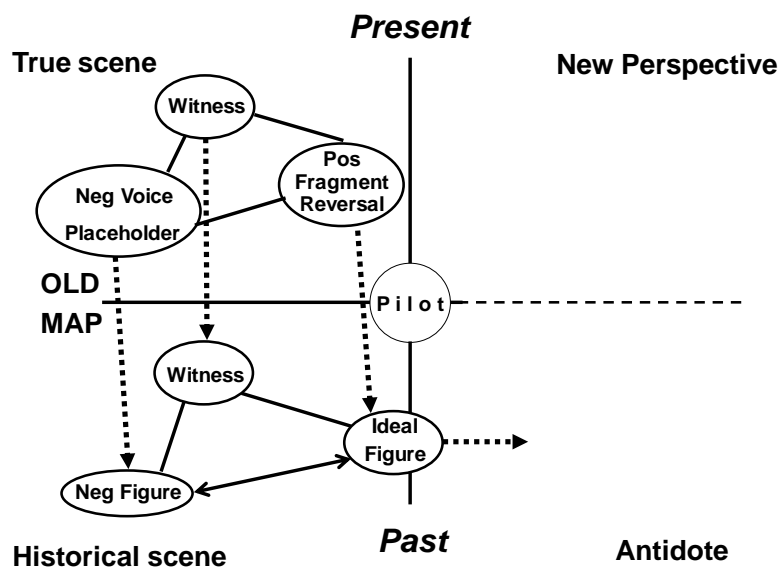 Present
True scene
New Perspective
Witness
Pos
Fragment
Reversal
Neg Voice
Placeholder
OLD
MAP
Pilot
Witness
Ideal
Figure
Neg Figure
Past
Historical scene
Antidote